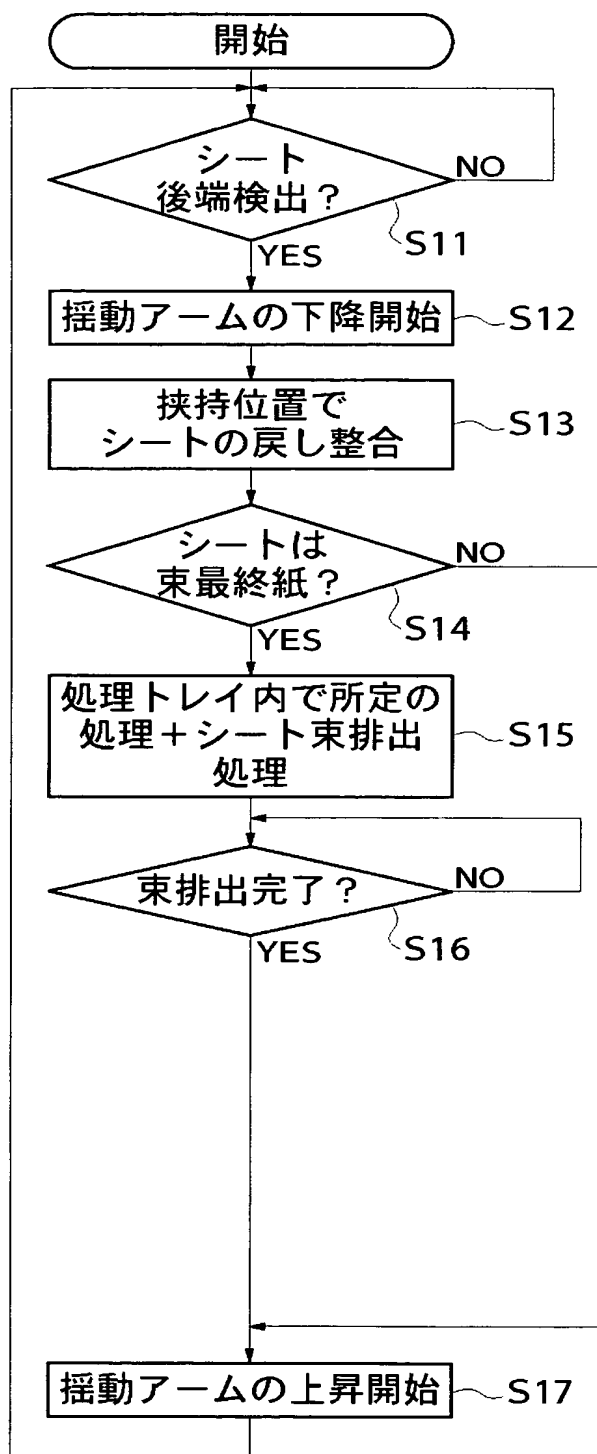 開始
シート
後端検出？
NO
S11
YES
揺動アームの下降開始
S12
挟持位置で
シートの戻し整合
S13
シートは
束最終紙？
NO
S14
YES
処理トレイ内で所定の
処理＋シート束排出
処理
S15
束排出完了？
NO
S16
YES
揺動アームの上昇開始
S17